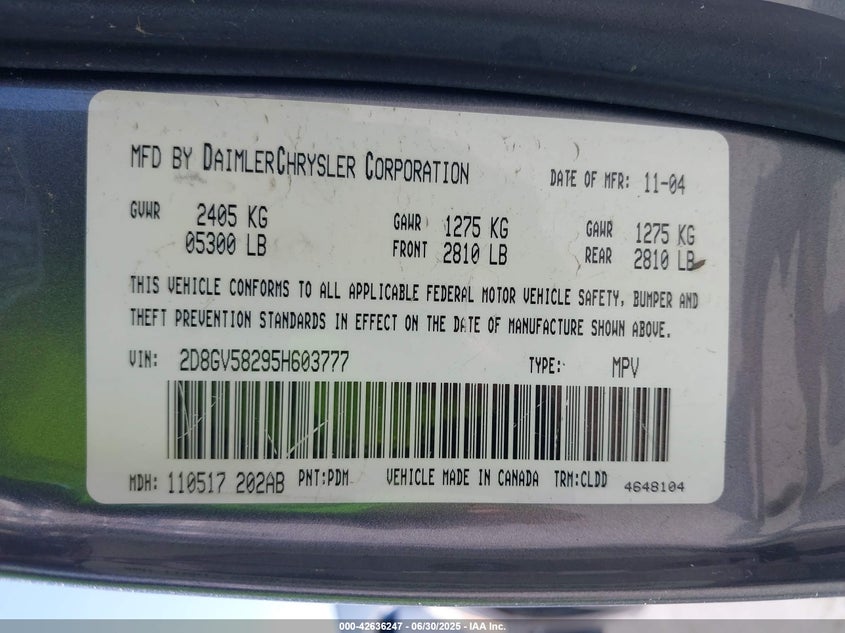 MFD BY DAIMLERCHRYSLER CORPORATION DATE OF MFR: 11-04
GVWR 2405 KG GAWR 1275 KG GAWR 1275 KG
05300 LB FRONT 2810 LB REAR 2810 LB
THIS VEHICLE CONFORMS TO ALL APPLICABLE FEDERAL MOTOR VEHICLE SAFETY, BUMPER AND
THEFT PREVENTION STANDARDS IN EFFECT ON THE DATE OF MANUFACTURE SHOWN ABOVE.
VIN: 2D8GV58295H603777 TYPE: MPV
MDH: 110517 202AB PNT:PDM VEHICLE MADE IN CANADA TRM:CLDD 4648104
000-42636247 - 06/30/2025 - IAA Inc.